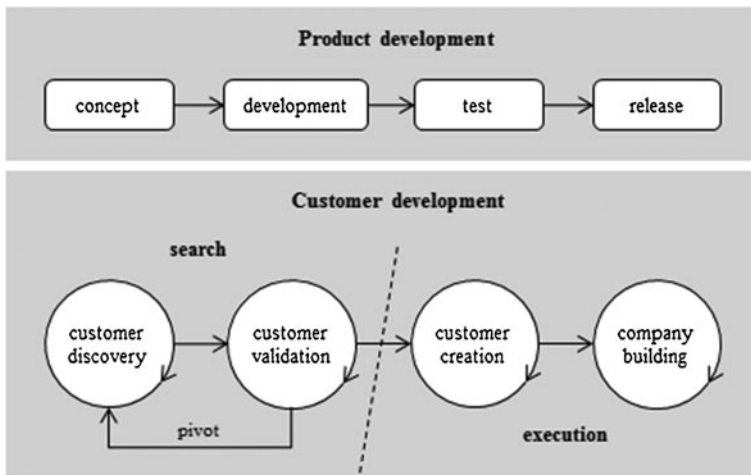 Product development
concept
development
test
release
Customer development
search
customer
discovery
customer
validation
customer
creation
company
building
pivot
execution